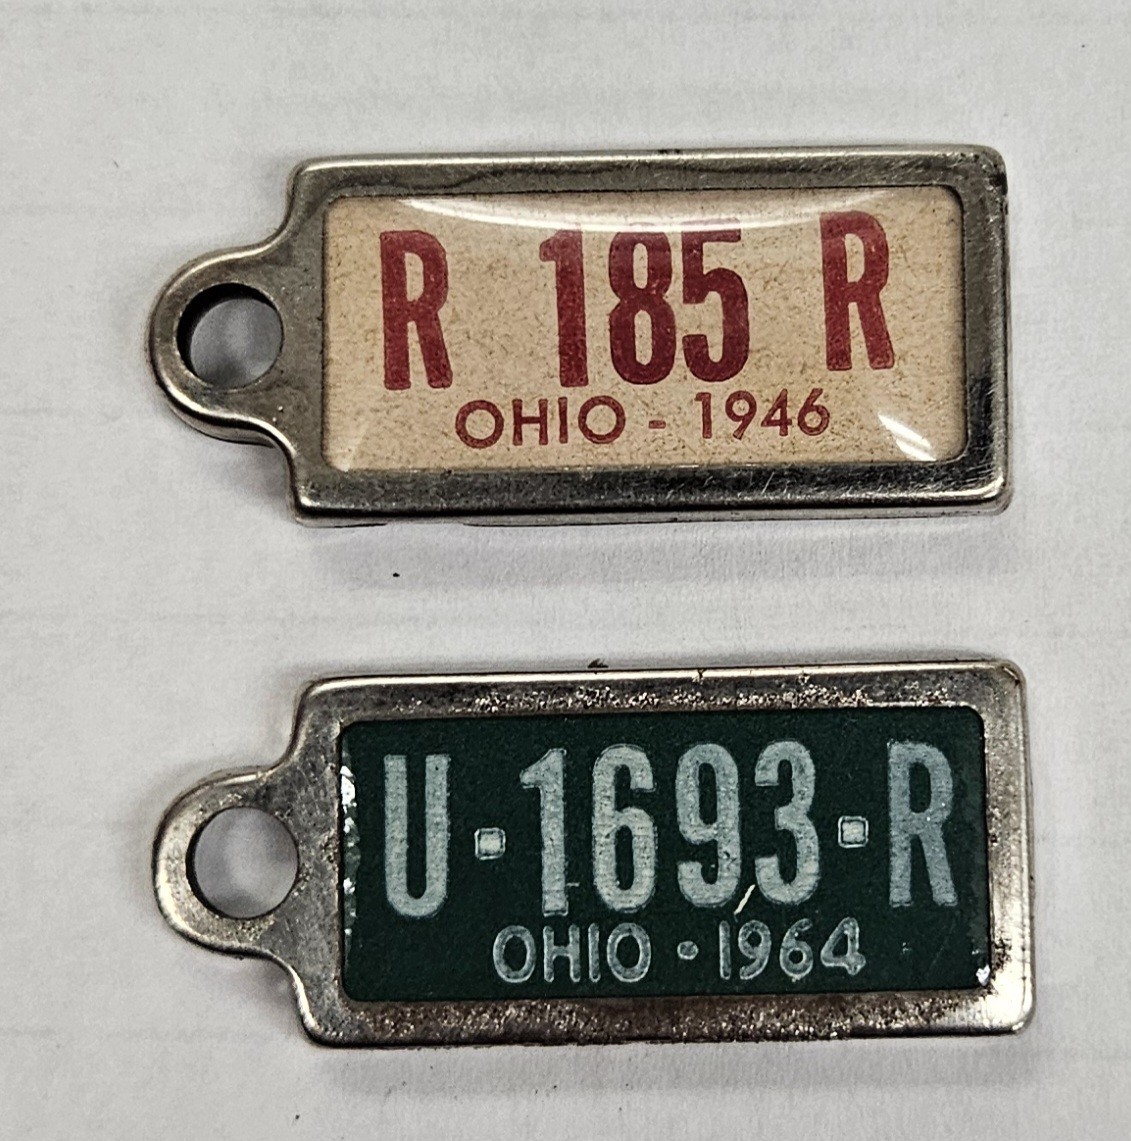 R 185 R
OHIO - 1946
U·1693·R
OHIO · 1964